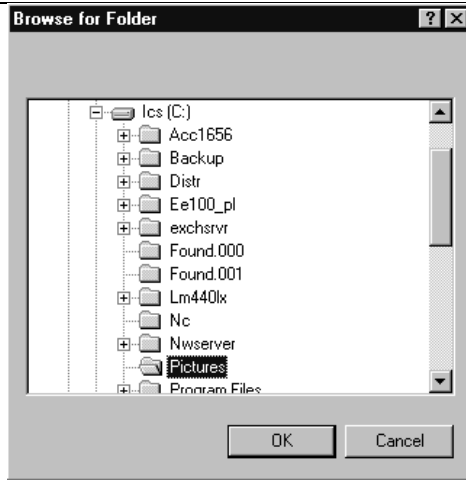 Browse for Folder
Ics (C:)
Acc1656
Backup
Distr
Ee100_pl
exchsrvr
Found.000
Found.001
Lm440lx
Nc
Nwserver
Pictures
Program Files
OK Cancel